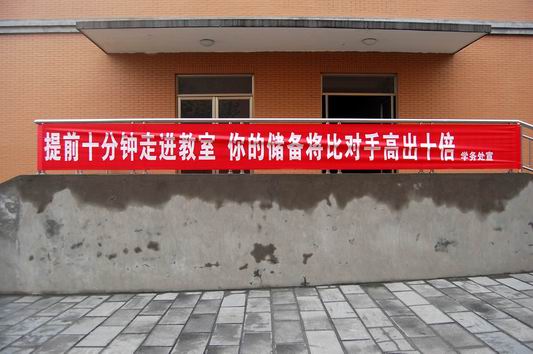 提前十分钟走进教室 你的储备将比对手高出十倍 学务处宣